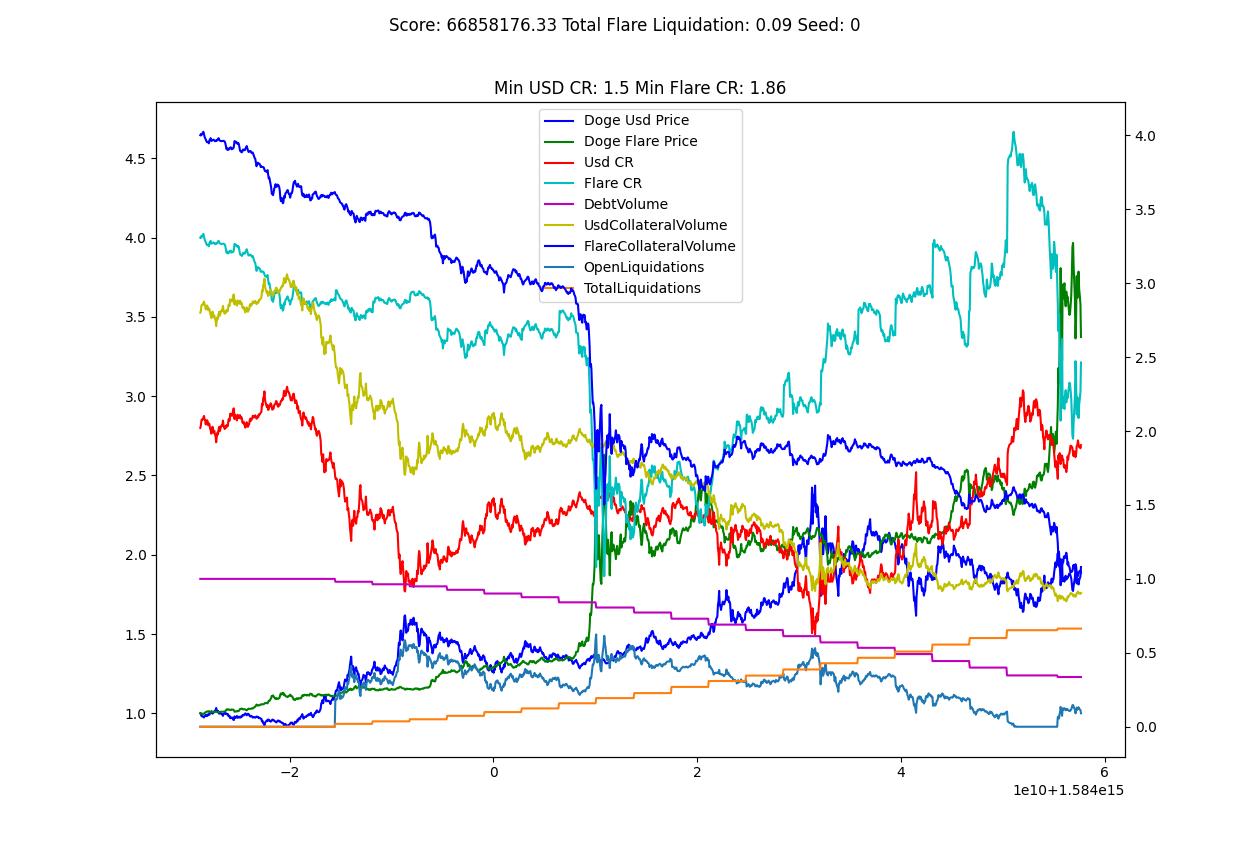 Score: 66858176.33 Total Flare Liquidation: 0.09 Seed: 0
Min USD CR: 1.5 Min Flare CR: 1.86
Doge Usd Price
Doge Flare Price
Usd CR
Flare CR
DebtVolume
UsdCollateralVolume
FlareCollateralVolume
OpenLiquidations
TotalLiquidations
4.5
4.0
3.5
3.0
2.5
2.0
1.5
1.0
4.0
3.5
3.0
2.5
2.0
1.5
1.0
0.5
0.0
−2 0 2 4 6
1e10+1.584e15